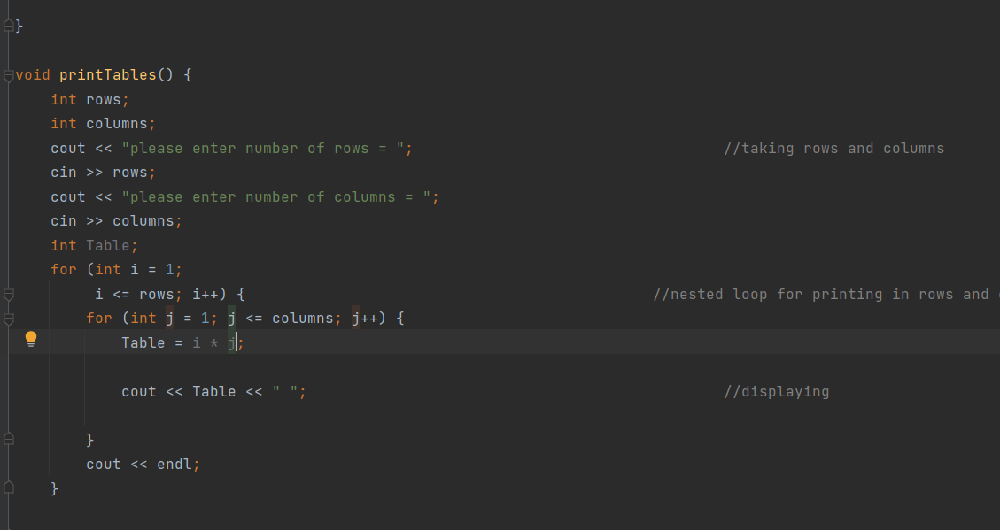 }
void printTables() {
int rows;
int columns;
cout << "please enter number of rows = "; //taking rows and columns
cin >> rows;
cout << "please enter number of columns = ";
cin >> columns;
int Table;
for (int i = 1;
i <= rows; i++) { //nested loop for printing in rows and
for (int j = 1; j <= columns; j++) {
Table = i * j;
cout << Table << " "; //displaying
}
cout << endl;
}